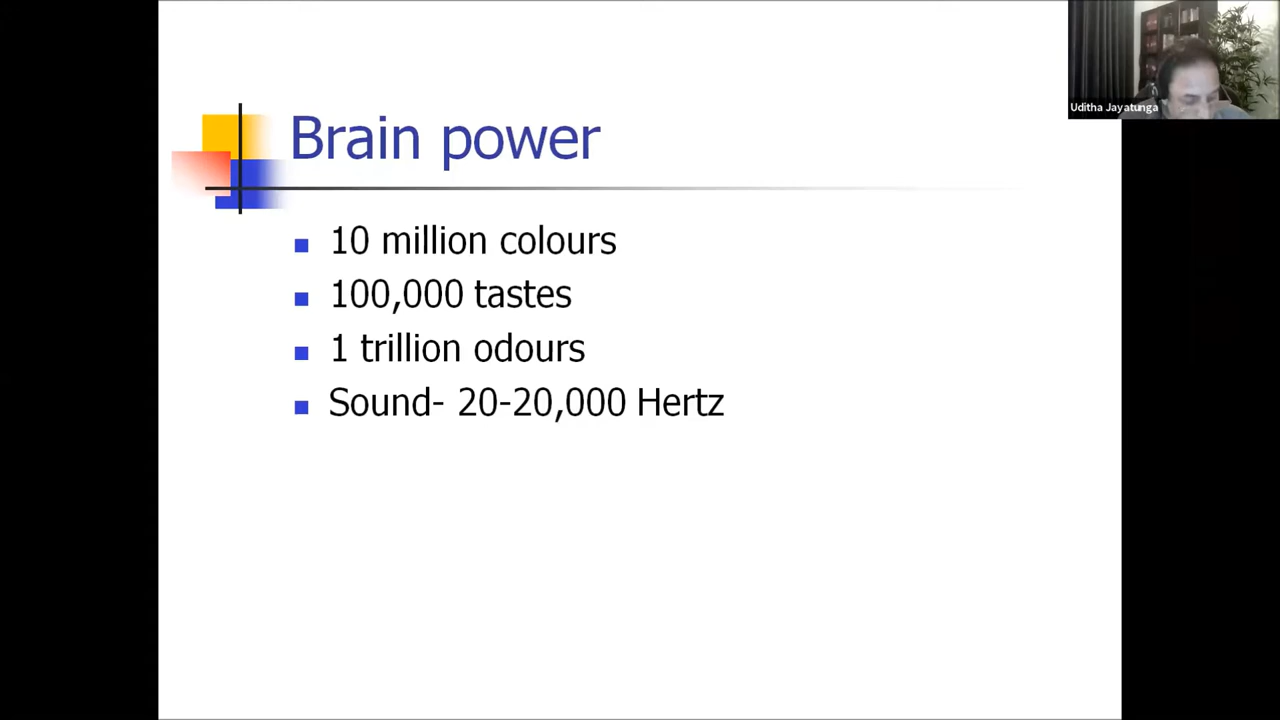 Uditha Jayatunga
Brain power
10 million colours
100,000 tastes
1 trillion odours
Sound- 20-20,000 Hertz